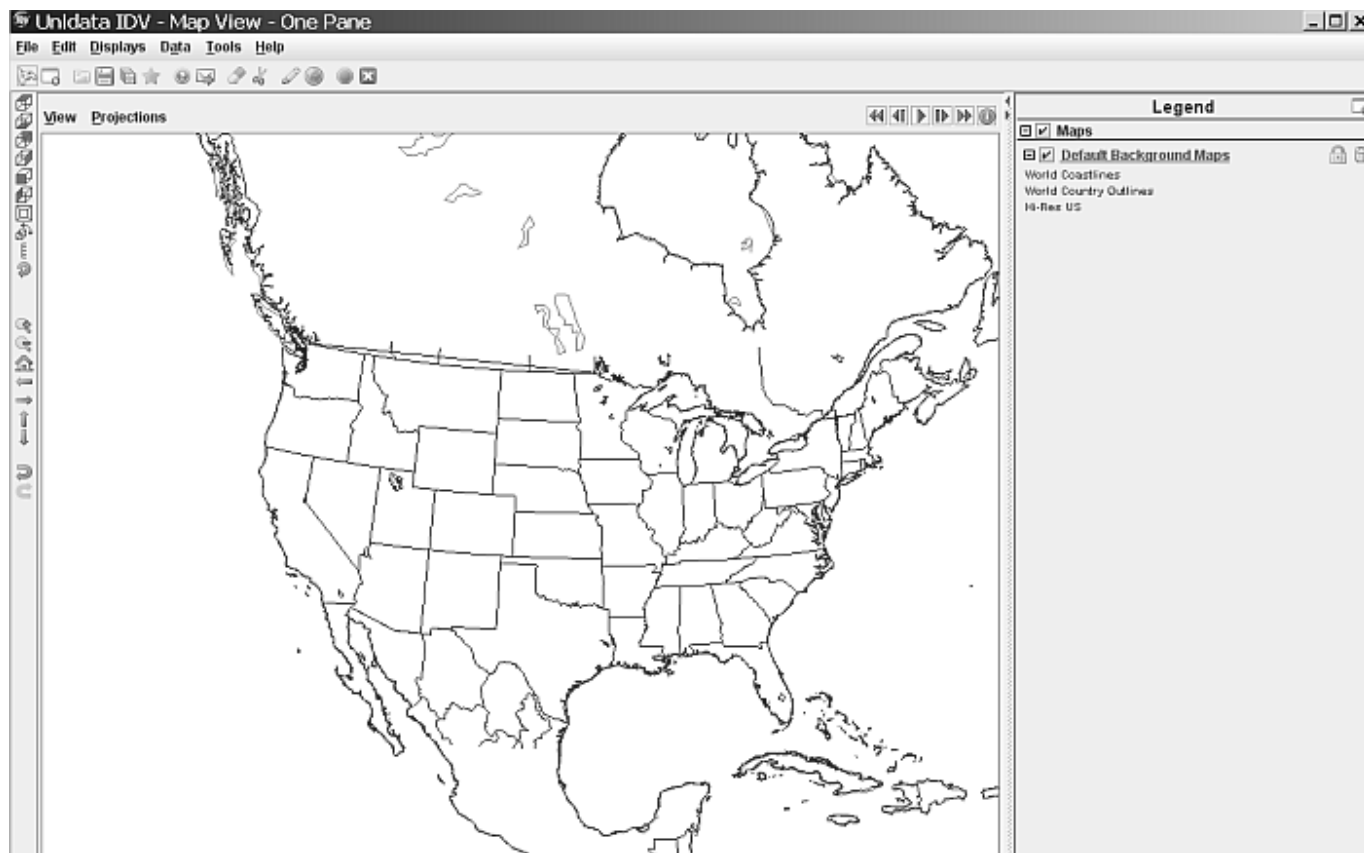 Unidata IDV - Map View - One Pane
File Edit Displays Data Tools Help
View Projections
Legend
Maps
Default Background Maps
World Coastlines
World Country Outlines
Hi-Res US